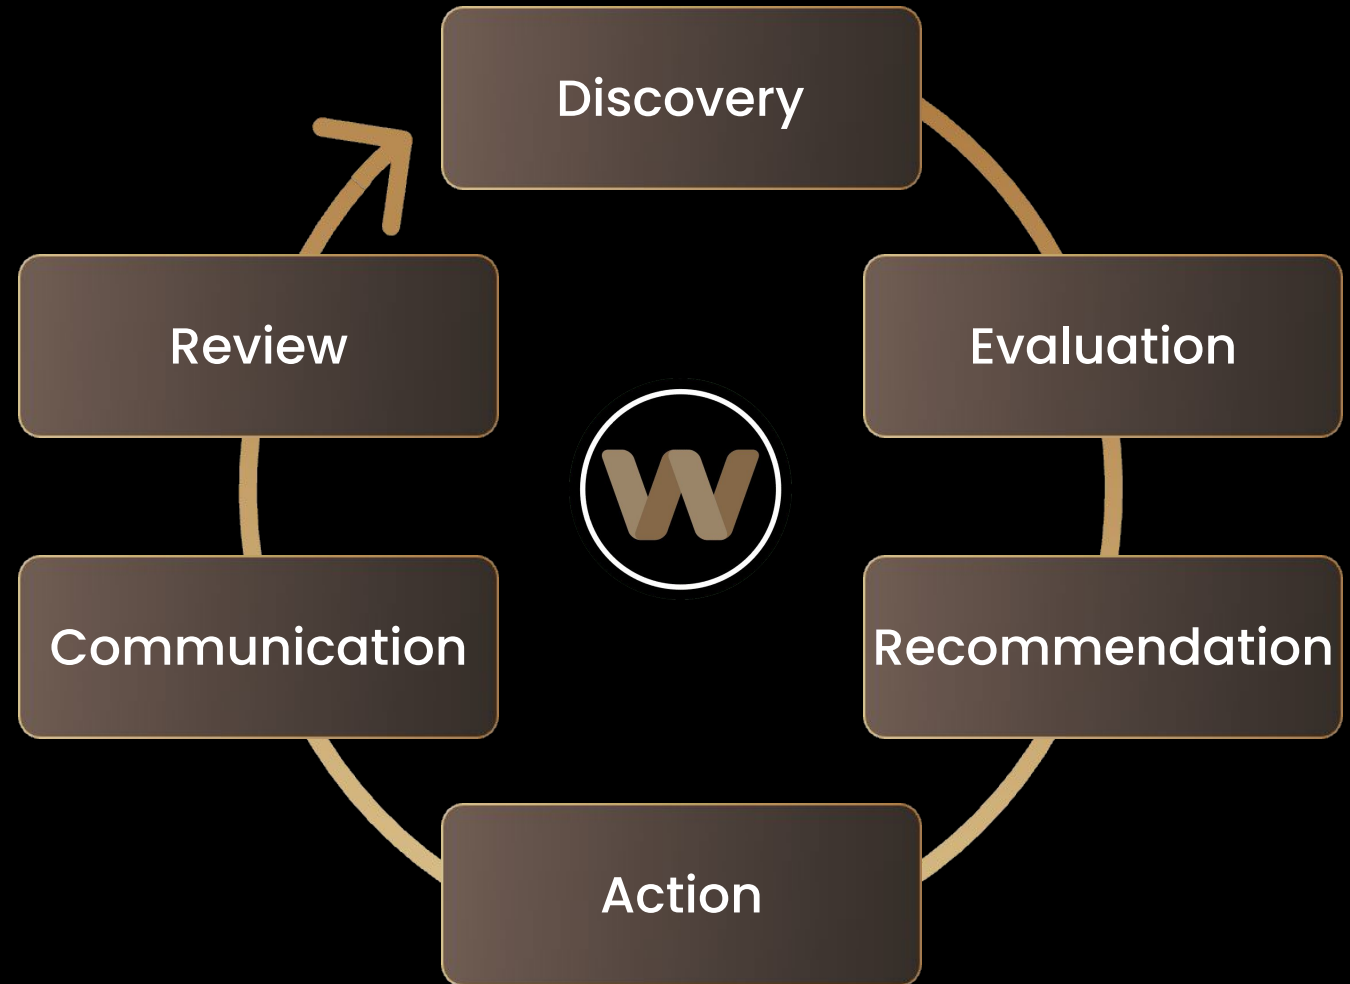 Discovery
Evaluation
Recommendation
Action
Communication
Review
W